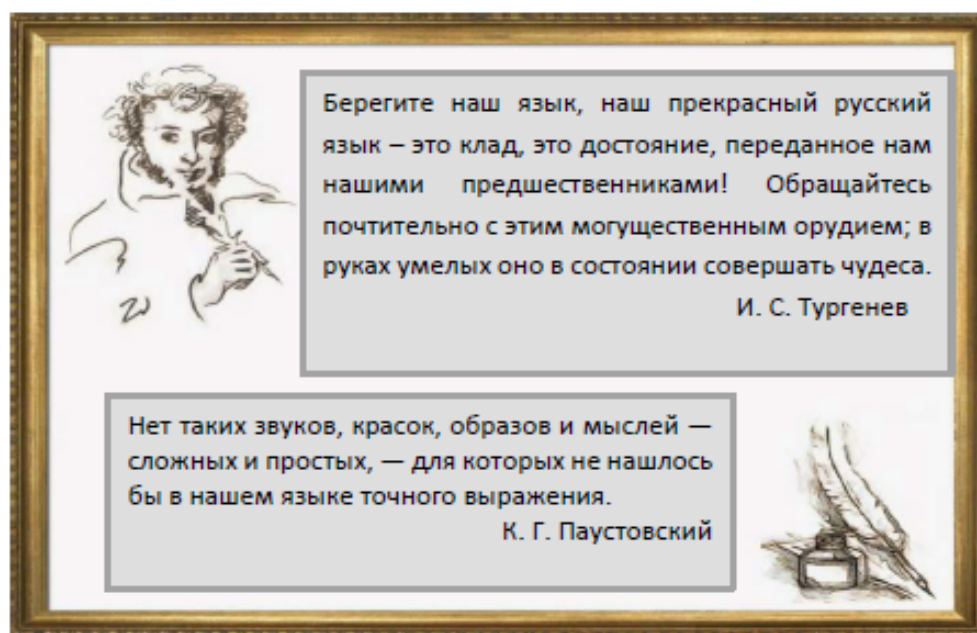 Берегите наш язык, наш прекрасный русский
язык – это клад, это достояние, переданное нам
нашими предшественниками! Обращайтесь
почтительно с этим могущественным орудием; в
руках умелых оно в состоянии совершать чудеса.
И. С. Тургенев
Нет таких звуков, красок, образов и мыслей —
сложных и простых, — для которых не нашлось
бы в нашем языке точного выражения.
К. Г. Паустовский